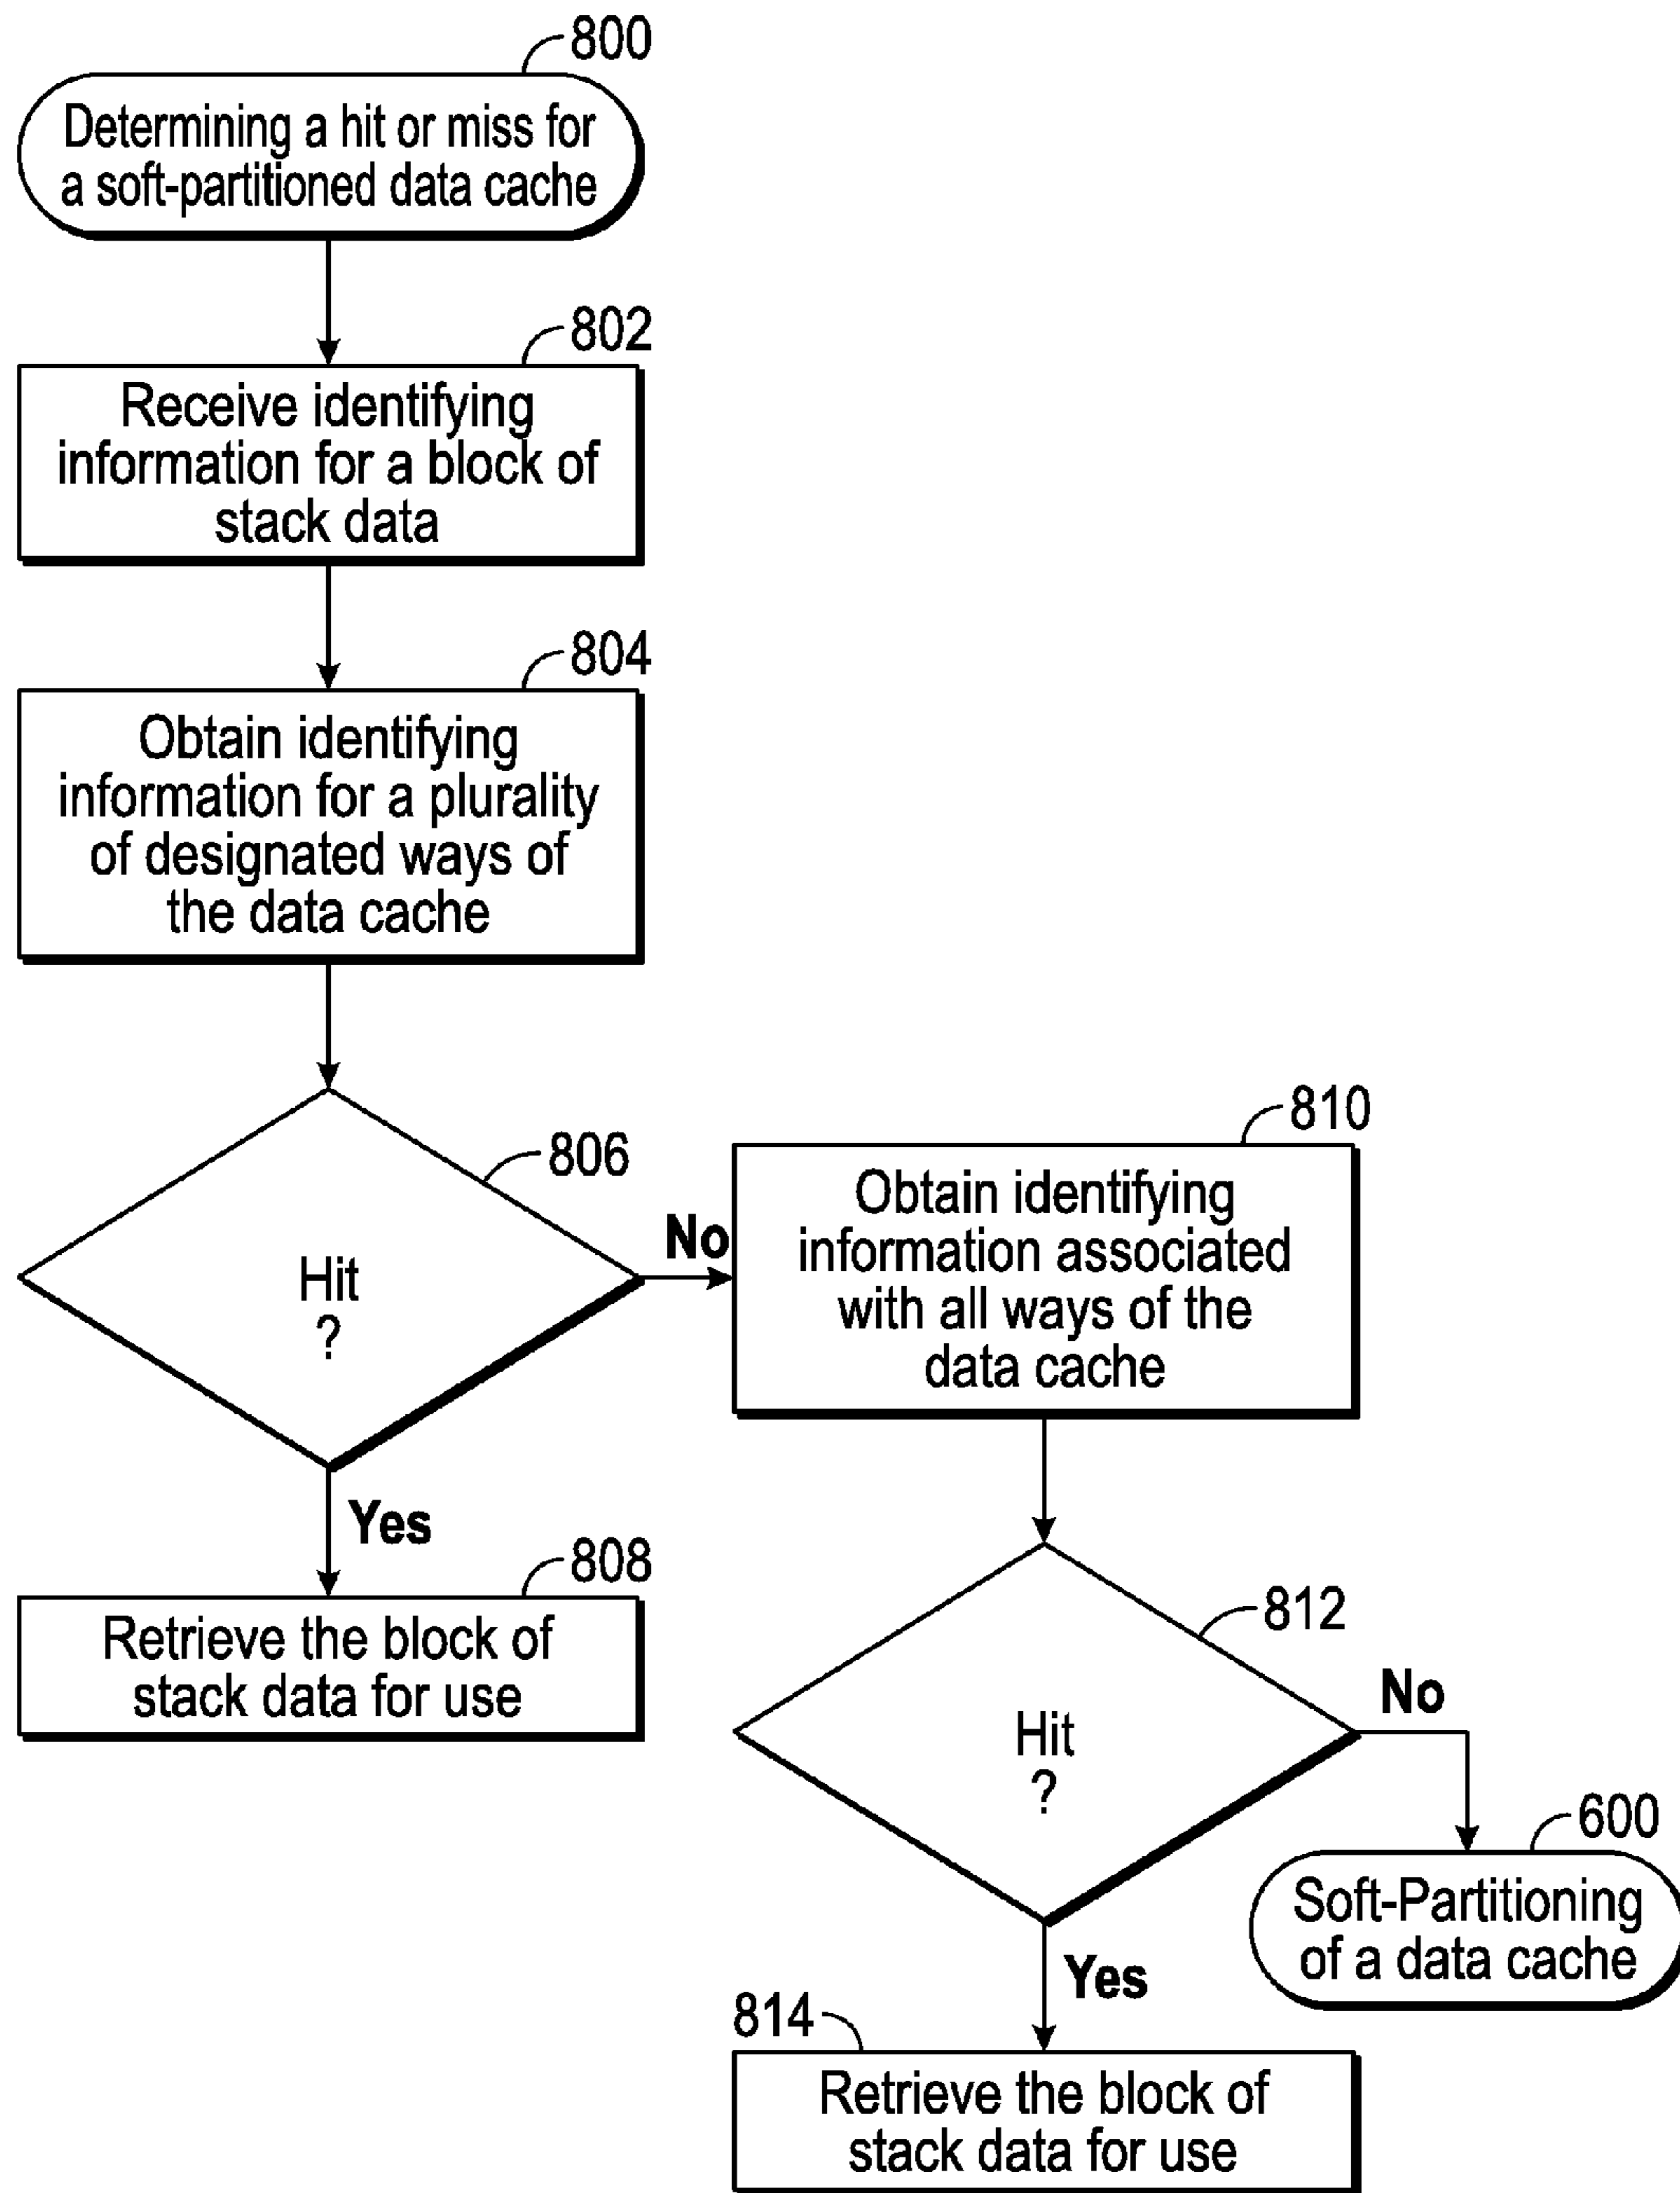 800
Determining a hit or miss for
a soft-partitioned data cache
802
Receive identifying
information for a block of
stack data
804
Obtain identifying
information for a plurality
of designated ways of
the data cache
806
Hit
?
No
Yes
808
Retrieve the block of
stack data for use
810
Obtain identifying
information associated
with all ways of the
data cache
812
Hit
?
No
600
Soft-Partitioning
of a data cache
Yes
814
Retrieve the block of
stack data for use